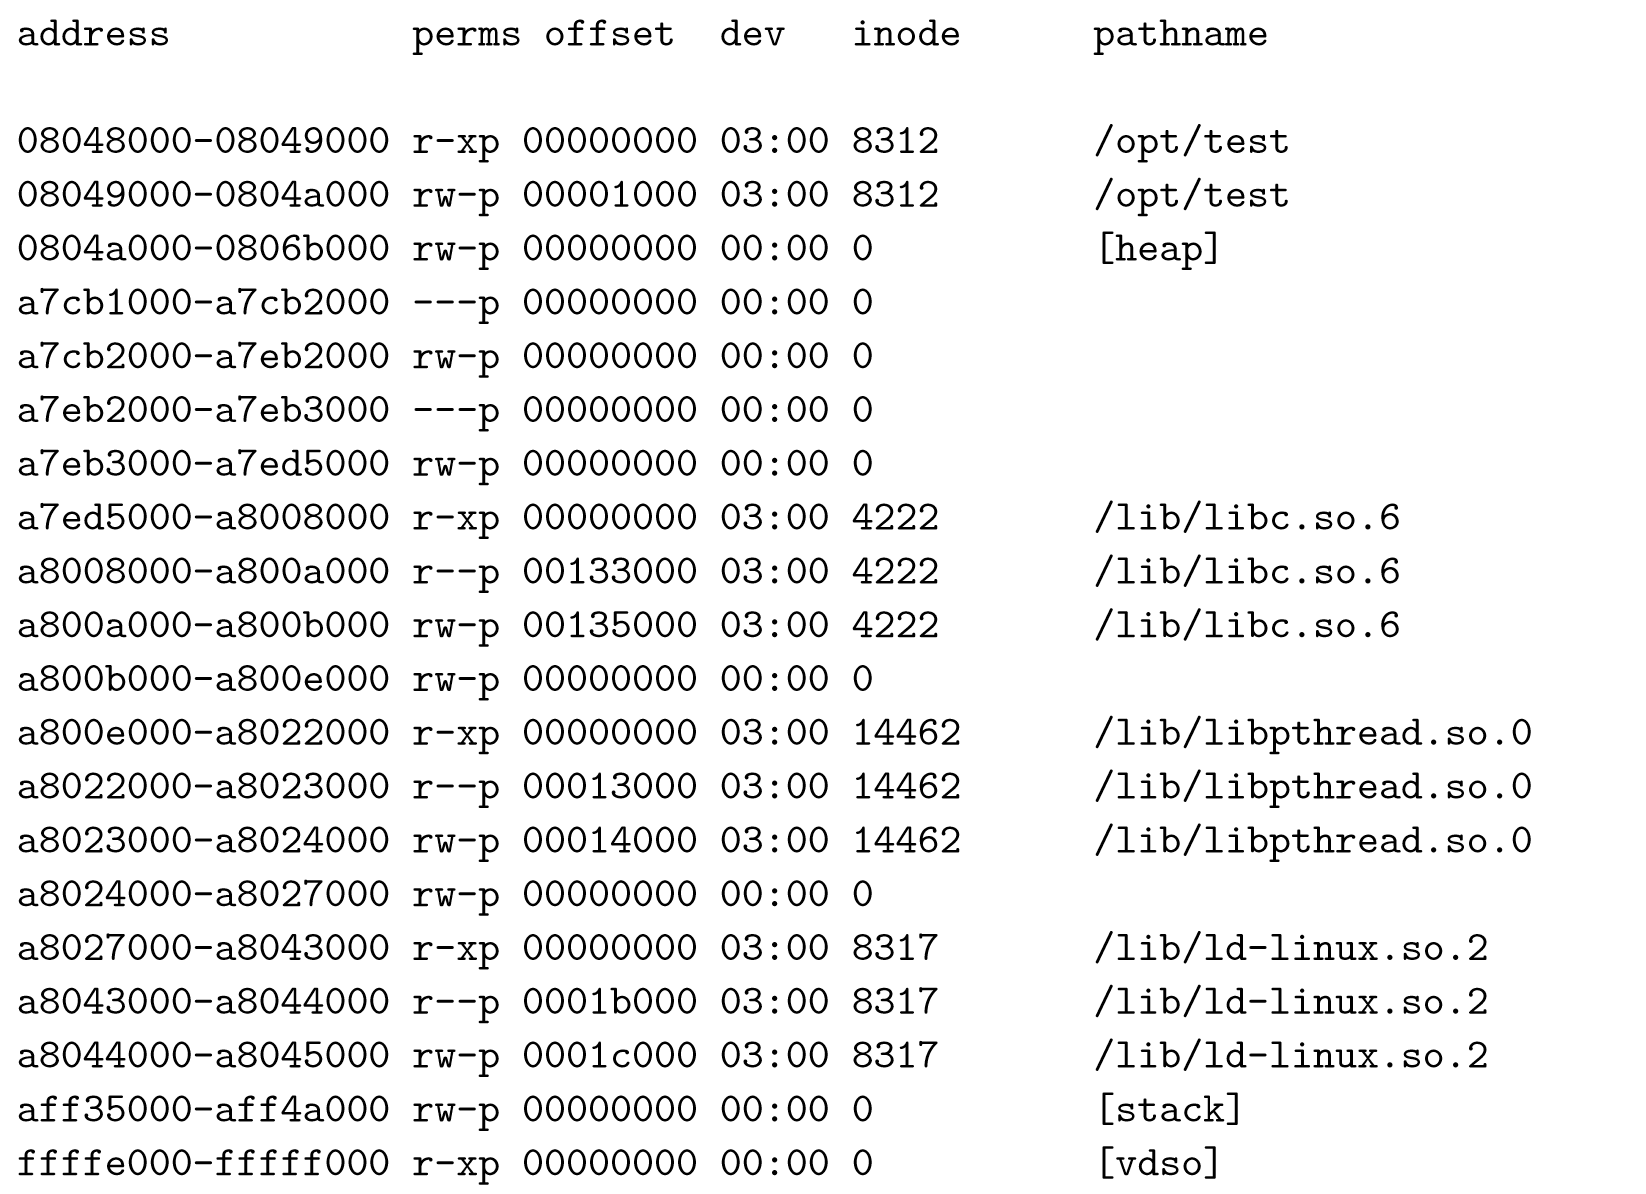 address           perms offset  dev   inode      pathname
08048000-08049000 r-xp 00000000 03:00 8312       /opt/test
08049000-0804a000 rw-p 00001000 03:00 8312       /opt/test
0804a000-0806b000 rw-p 00000000 00:00 0          [heap]
a7cb1000-a7cb2000 ---p 00000000 00:00 0
a7cb2000-a7eb2000 rw-p 00000000 00:00 0
a7eb2000-a7eb3000 ---p 00000000 00:00 0
a7eb3000-a7ed5000 rw-p 00000000 00:00 0
a7ed5000-a8008000 r-xp 00000000 03:00 4222       /lib/libc.so.6
a8008000-a800a000 r--p 00133000 03:00 4222       /lib/libc.so.6
a800a000-a800b000 rw-p 00135000 03:00 4222       /lib/libc.so.6
a800b000-a800e000 rw-p 00000000 00:00 0
a800e000-a8022000 r-xp 00000000 03:00 14462      /lib/libpthread.so.0
a8022000-a8023000 r--p 00013000 03:00 14462      /lib/libpthread.so.0
a8023000-a8024000 rw-p 00014000 03:00 14462      /lib/libpthread.so.0
a8024000-a8027000 rw-p 00000000 00:00 0
a8027000-a8043000 r-xp 00000000 03:00 8317       /lib/ld-linux.so.2
a8043000-a8044000 r--p 0001b000 03:00 8317       /lib/ld-linux.so.2
a8044000-a8045000 rw-p 0001c000 03:00 8317       /lib/ld-linux.so.2
aff35000-aff4a000 rw-p 00000000 00:00 0          [stack]
ffffe000-fffff000 r-xp 00000000 00:00 0          [vdso]